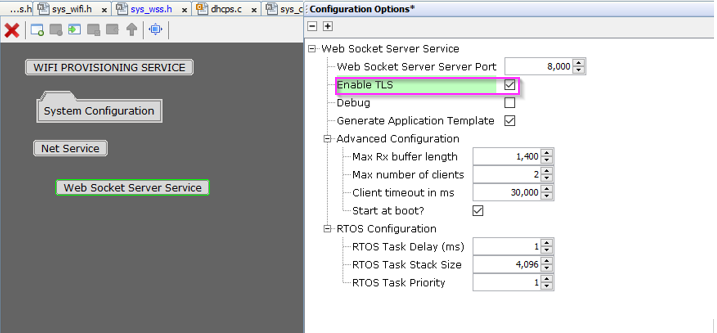 ...s.h
sys_wifi.h
sys_wss.h
dhcps.c
sys_c
Configuration Options*
WIFI PROVISIONING SERVICE
System Configuration
Net Service
Web Socket Server Service
Web Socket Server Service
Web Socket Server Server Port 8,000
Enable TLS
Debug
Generate Application Template
Advanced Configuration
Max Rx buffer length 1,400
Max number of clients 2
Client timeout in ms 30,000
Start at boot?
RTOS Configuration
RTOS Task Delay (ms) 1
RTOS Task Stack Size 4,096
RTOS Task Priority 1